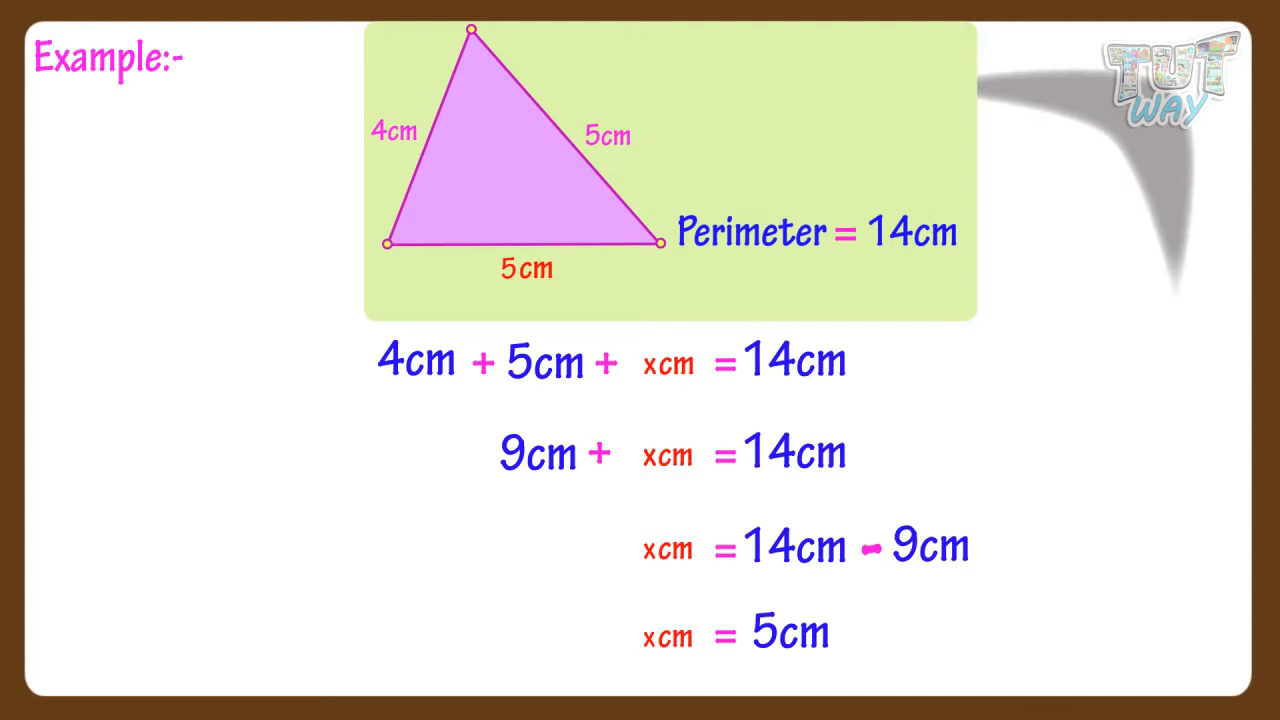 Example:-
TUT
WAY
4cm
5cm
Perimeter = 14cm
5cm
4cm + 5cm + xcm = 14cm
9cm + xcm = 14cm
xcm = 14cm - 9cm
xcm = 5cm